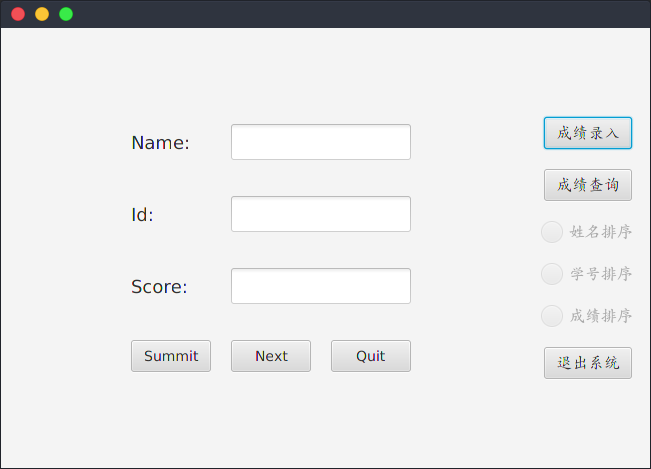 Name:
Id:
Score:
Summit
Next
Quit
成绩录入
成绩查询
姓名排序
学号排序
成绩排序
退出系统